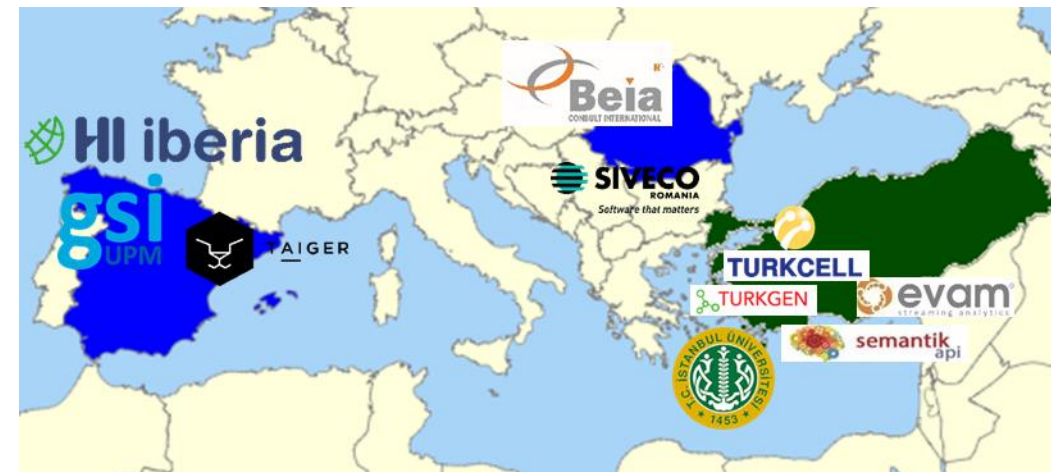 HI iberia
gsi
UPM
TAIGER
R
Beia
CONSULT INTERNATIONAL
SIVECO
ROMANIA
Software that matters
TURKCELL
TURKGEN
evam
streaming analytics
semantik
api
T.C. İSTANBUL ÜNİVERSİTESİ
* 1453 *